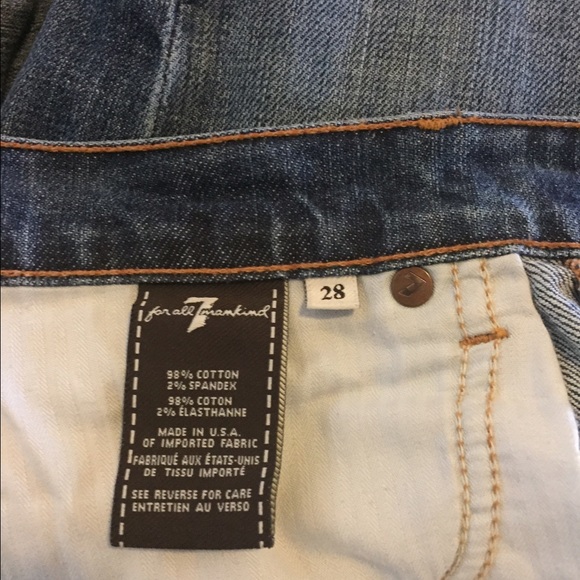 for all 7 mankind
28
98% COTTON
2% SPANDEX
98% COTON
2% ÉLASTHANNE
MADE IN U.S.A.
OF IMPORTED FABRIC
FABRIQUÉ AUX ÉTATS-UNIS
DE TISSU IMPORTÉ
SEE REVERSE FOR CARE
ENTRETIEN AU VERSO